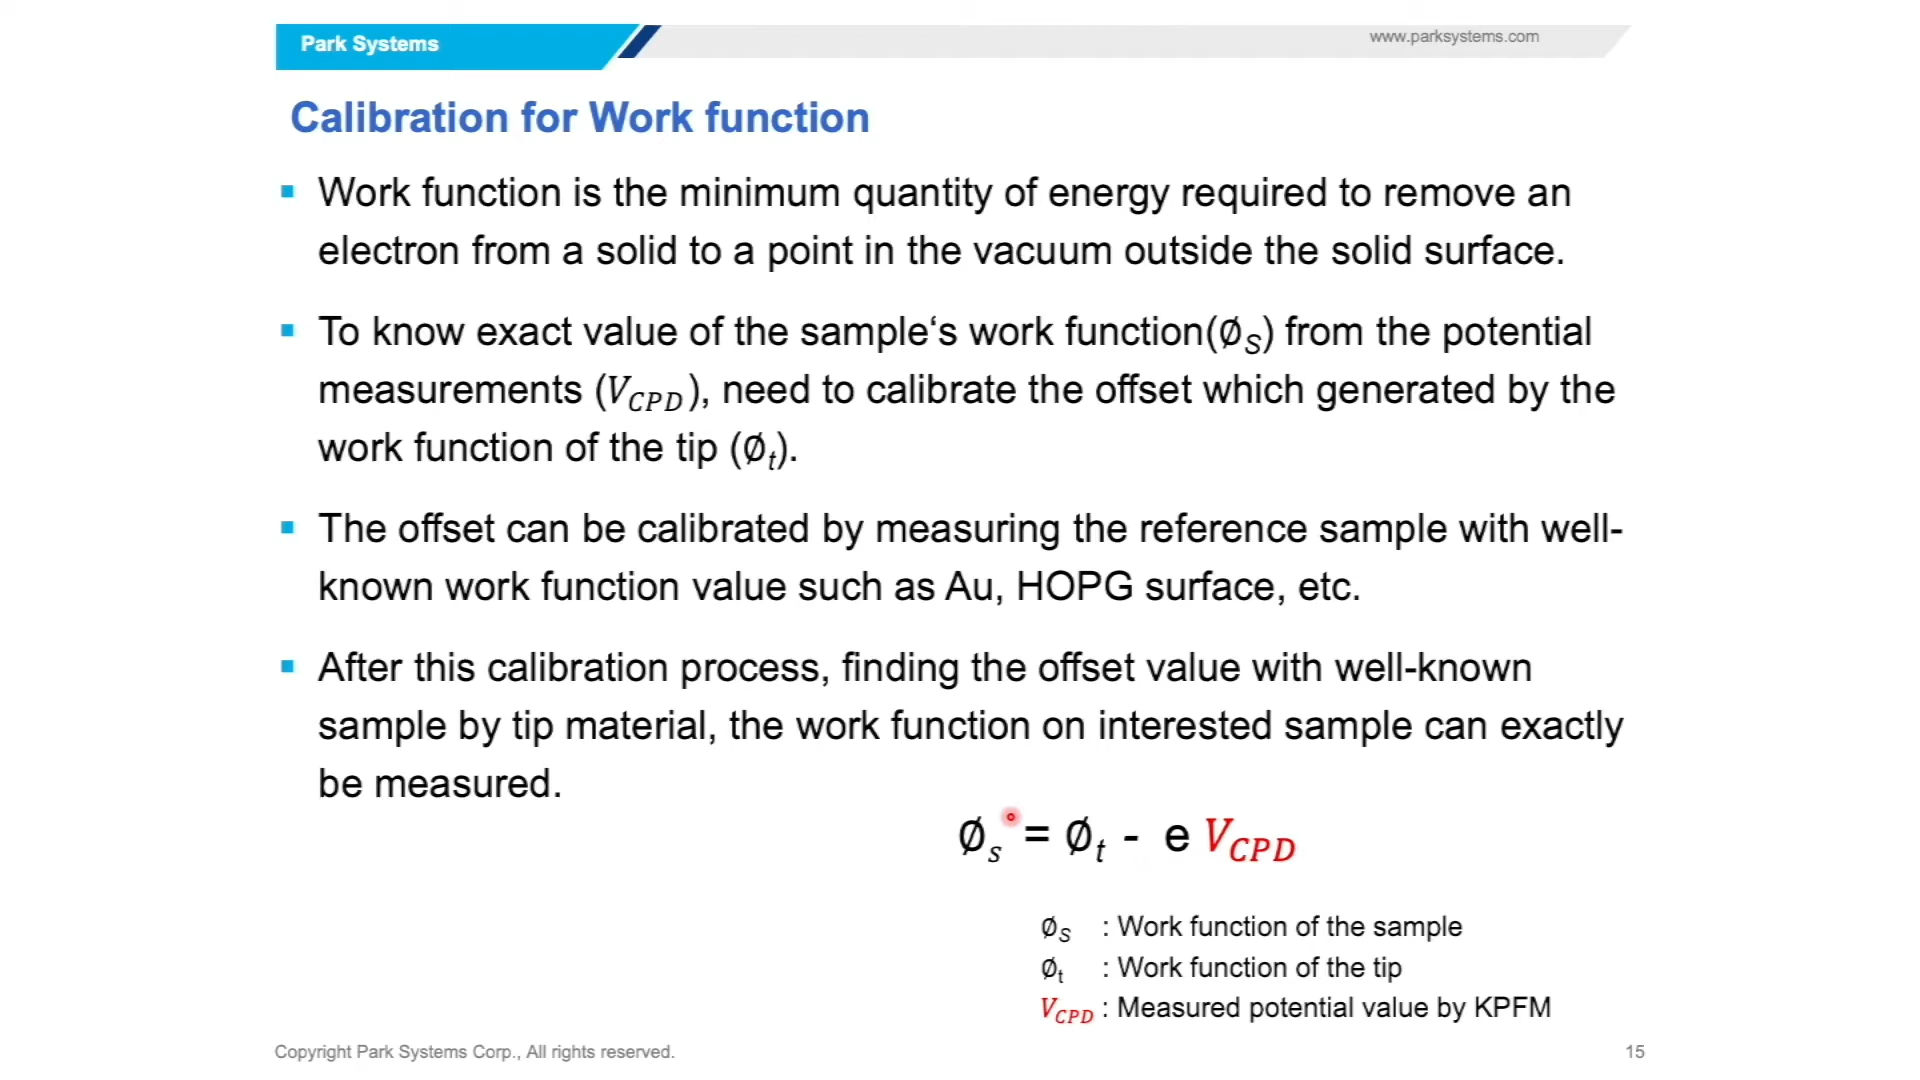 Park Systems
www.parksystems.com
Calibration for Work function
Work function is the minimum quantity of energy required to remove an
electron from a solid to a point in the vacuum outside the solid surface.
To know exact value of the sample‘s work function(∅S) from the potential
measurements (VCPD), need to calibrate the offset which generated by the
work function of the tip (∅t).
The offset can be calibrated by measuring the reference sample with well-
known work function value such as Au, HOPG surface, etc.
After this calibration process, finding the offset value with well-known
sample by tip material, the work function on interested sample can exactly
be measured.
∅s = ∅t - e VCPD
∅S : Work function of the sample
∅t : Work function of the tip
VCPD : Measured potential value by KPFM
Copyright Park Systems Corp., All rights reserved.
15